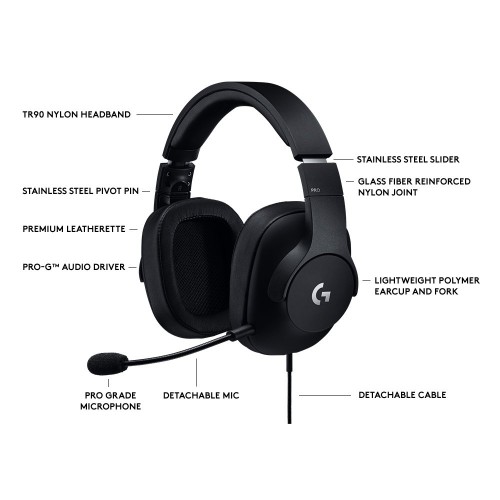 TR90 NYLON HEADBAND
STAINLESS STEEL SLIDER
GLASS FIBER REINFORCED
NYLON JOINT
STAINLESS STEEL PIVOT PIN
PRO
PREMIUM LEATHERETTE
PRO-G™ AUDIO DRIVER
LIGHTWEIGHT POLYMER
EARCUP AND FORK
G
PRO GRADE
MICROPHONE
DETACHABLE MIC
DETACHABLE CABLE